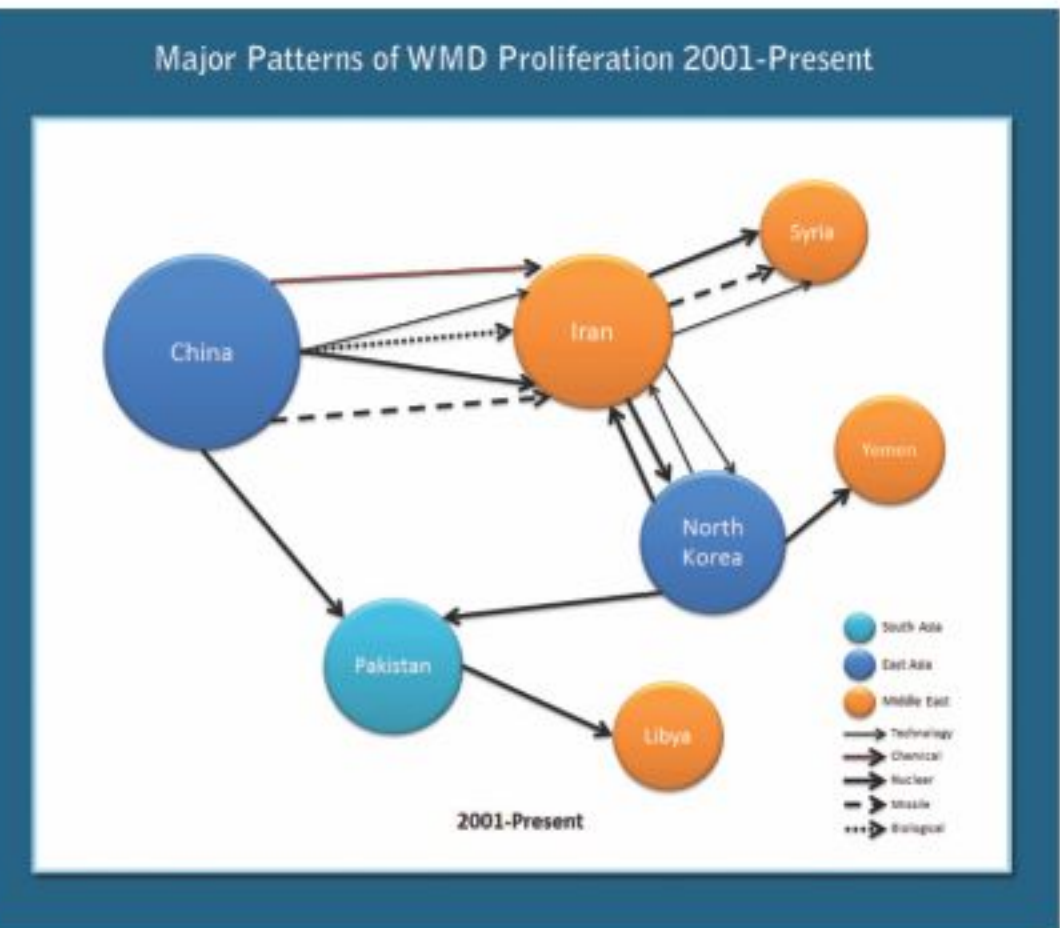 Major Patterns of WMD Proliferation 2001-Present
Syria
China
Iran
Yemen
North
Korea
Pakistan
Libya
South Asia
East Asia
Middle East
Technology
Chemical
Nuclear
Missile
Biological
2001-Present